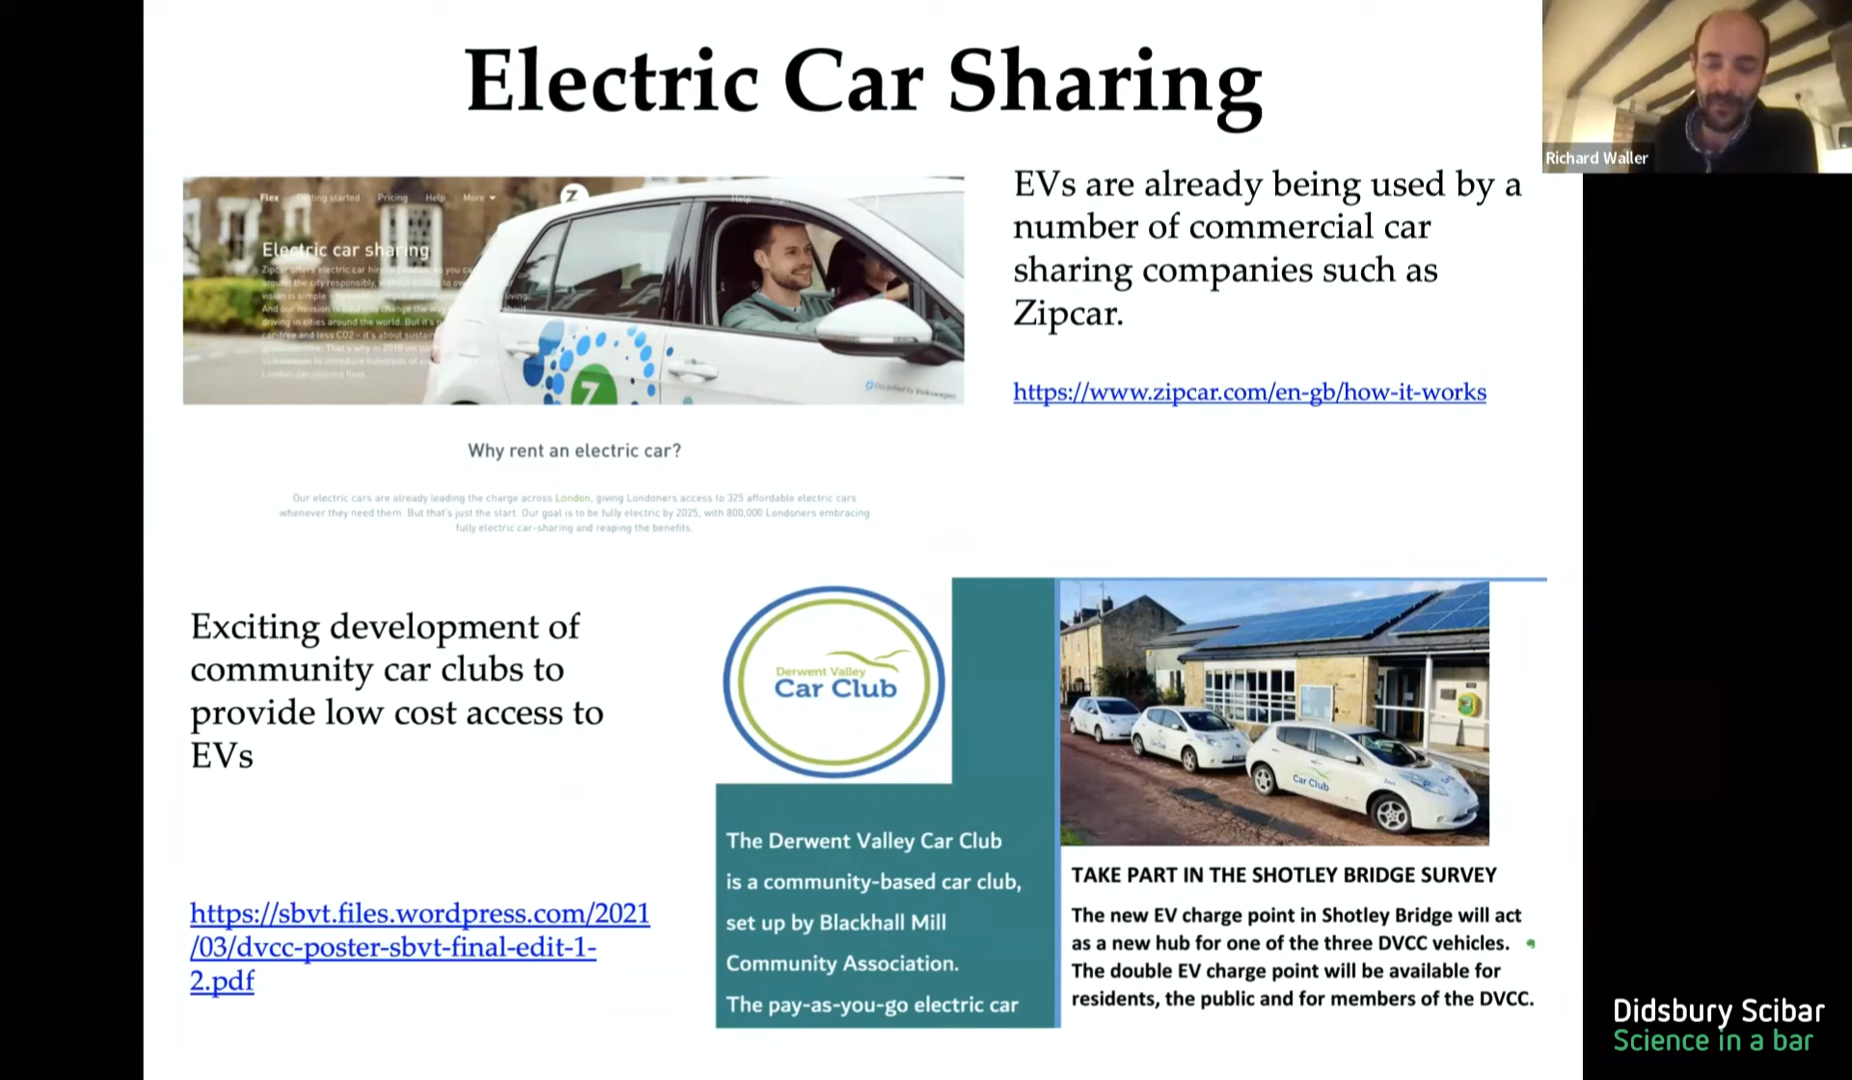 Electric Car Sharing
Richard Waller
Flex
Getting started
Pricing
Help
More
Z
Electric car sharing
EVs are already being used by a
number of commercial car
sharing companies such as
Zipcar.
https://www.zipcar.com/en-gb/how-it-works
Why rent an electric car?
Our electric cars are already leading the charge across London, giving Londoners access to 325 affordable electric cars
whenever they need them. But that's just the start. Our goal is to be fully electric by 2025, with 800,000 Londoners embracing
fully electric car-sharing and reaping the benefits.
Exciting development of
community car clubs to
provide low cost access to
EVs
https://sbvt.files.wordpress.com/2021
/03/dvcc-poster-sbvt-final-edit-1-
2.pdf
Derwent Valley
Car Club
The Derwent Valley Car Club
is a community-based car club,
set up by Blackhall Mill
Community Association.
The pay-as-you-go electric car
Car Club
TAKE PART IN THE SHOTLEY BRIDGE SURVEY
The new EV charge point in Shotley Bridge will act
as a new hub for one of the three DVCC vehicles.
The double EV charge point will be available for
residents, the public and for members of the DVCC.
Didsbury Scibar
Science in a bar